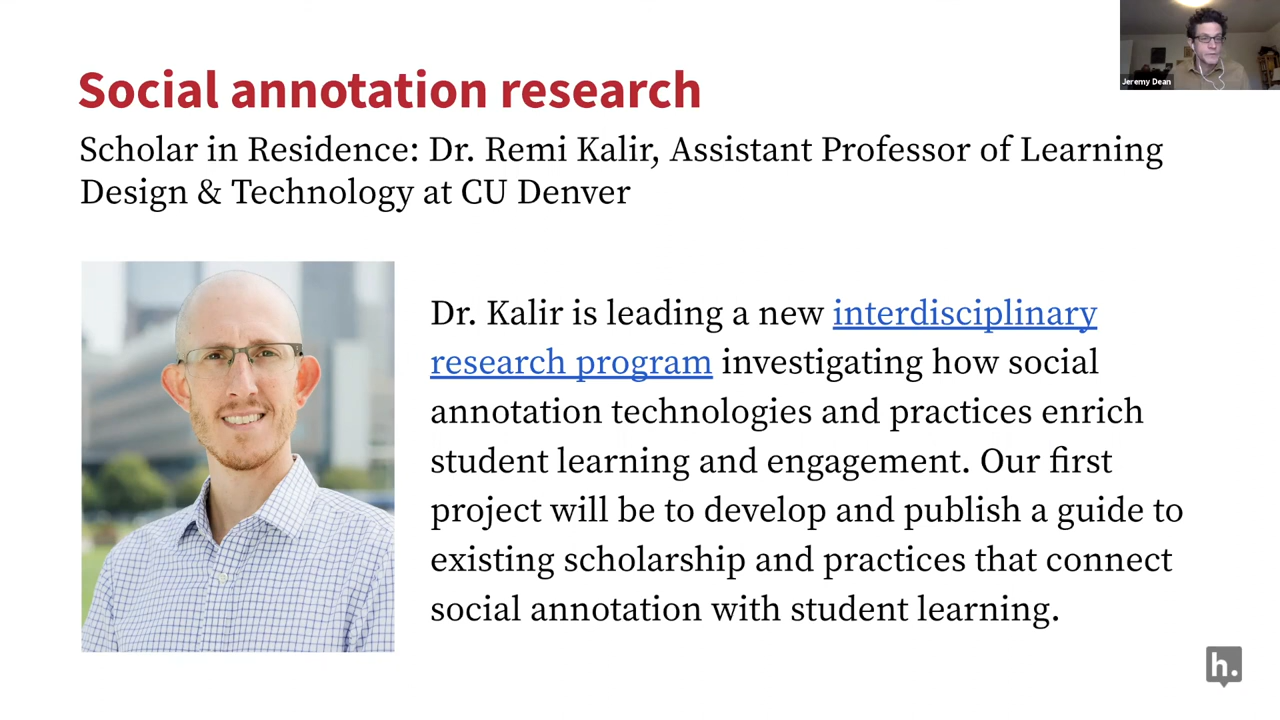 Jeremy Dean
Social annotation research
Scholar in Residence: Dr. Remi Kalir, Assistant Professor of Learning
Design & Technology at CU Denver
Dr. Kalir is leading a new interdisciplinary
research program investigating how social
annotation technologies and practices enrich
student learning and engagement. Our first
project will be to develop and publish a guide to
existing scholarship and practices that connect
social annotation with student learning.
h.